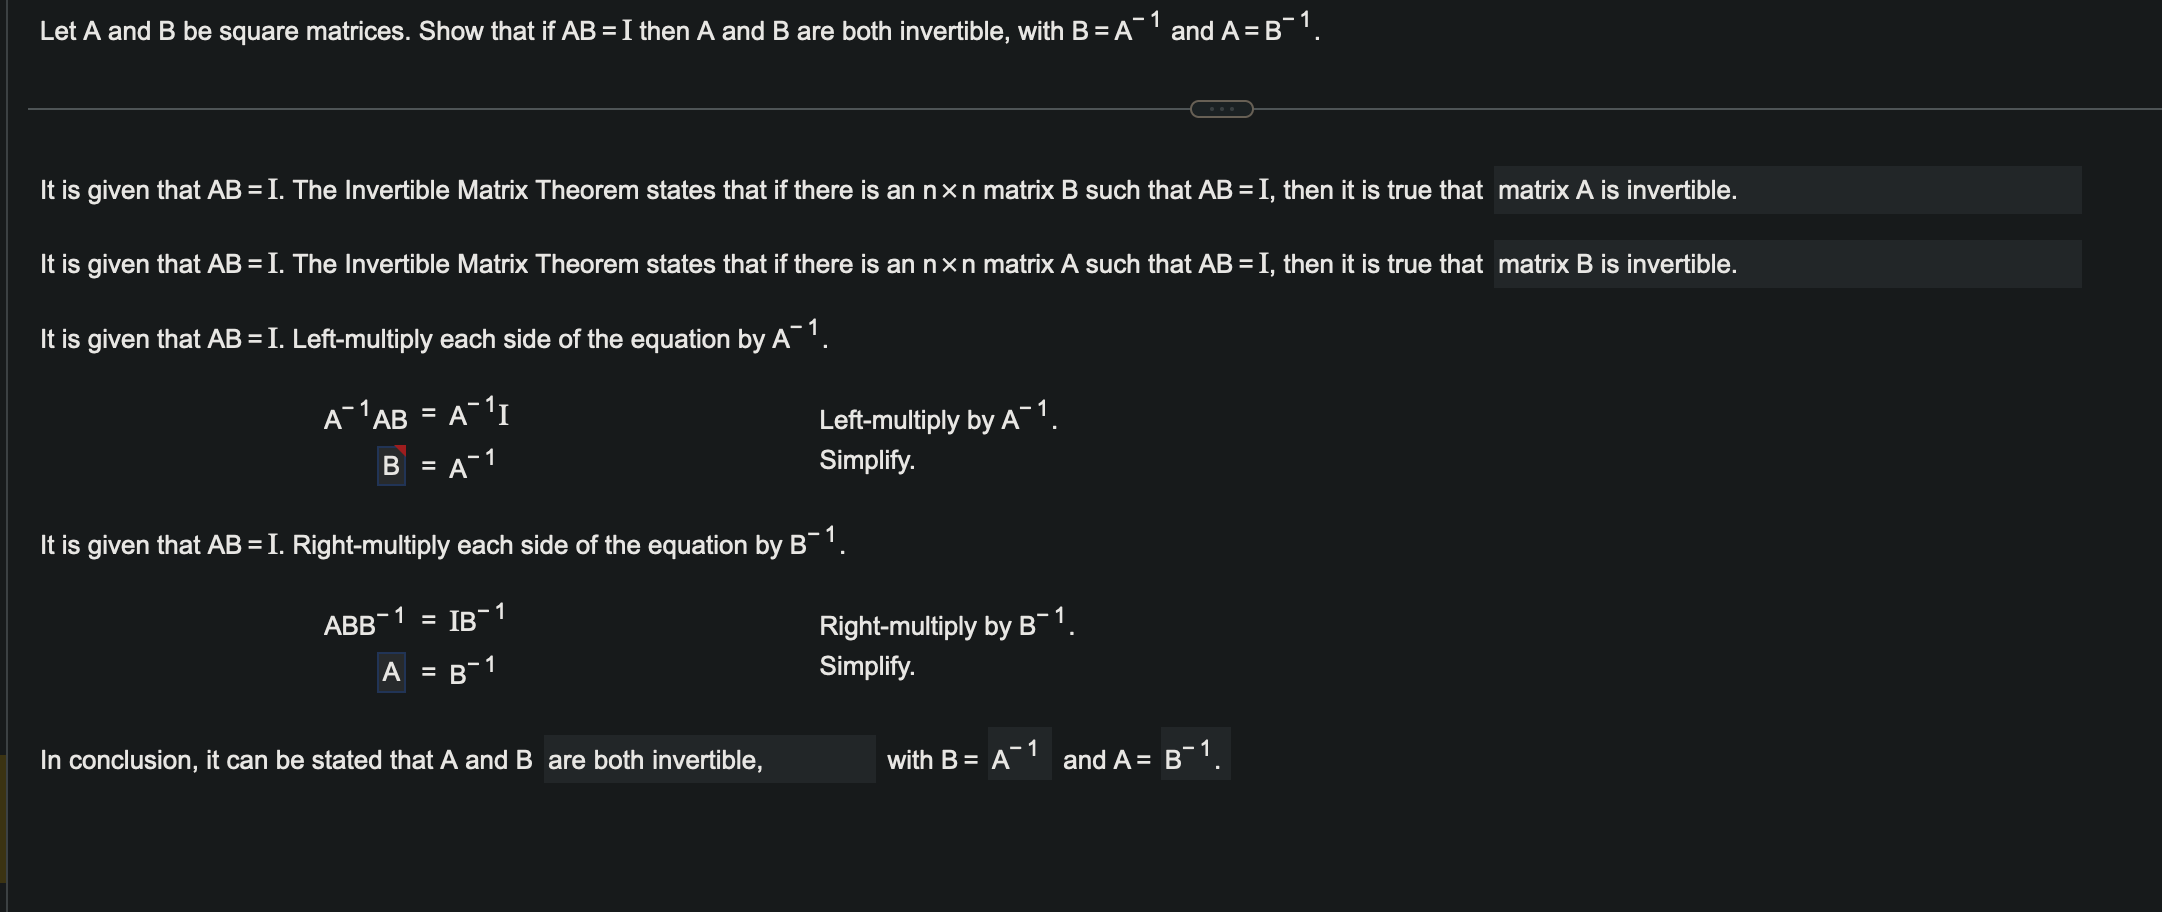 Let A and B be square matrices. Show that if AB = I then A and B are both invertible, with B = A⁻¹ and A = B⁻¹.
It is given that AB = I. The Invertible Matrix Theorem states that if there is an n×n matrix B such that AB = I, then it is true that matrix A is invertible.
It is given that AB = I. The Invertible Matrix Theorem states that if there is an n×n matrix A such that AB = I, then it is true that matrix B is invertible.
It is given that AB = I. Left-multiply each side of the equation by A⁻¹.
A⁻¹AB = A⁻¹I Left-multiply by A⁻¹.
B = A⁻¹ Simplify.
It is given that AB = I. Right-multiply each side of the equation by B⁻¹.
ABB⁻¹ = IB⁻¹ Right-multiply by B⁻¹.
A = B⁻¹ Simplify.
In conclusion, it can be stated that A and B are both invertible, with B = A⁻¹ and A = B⁻¹.